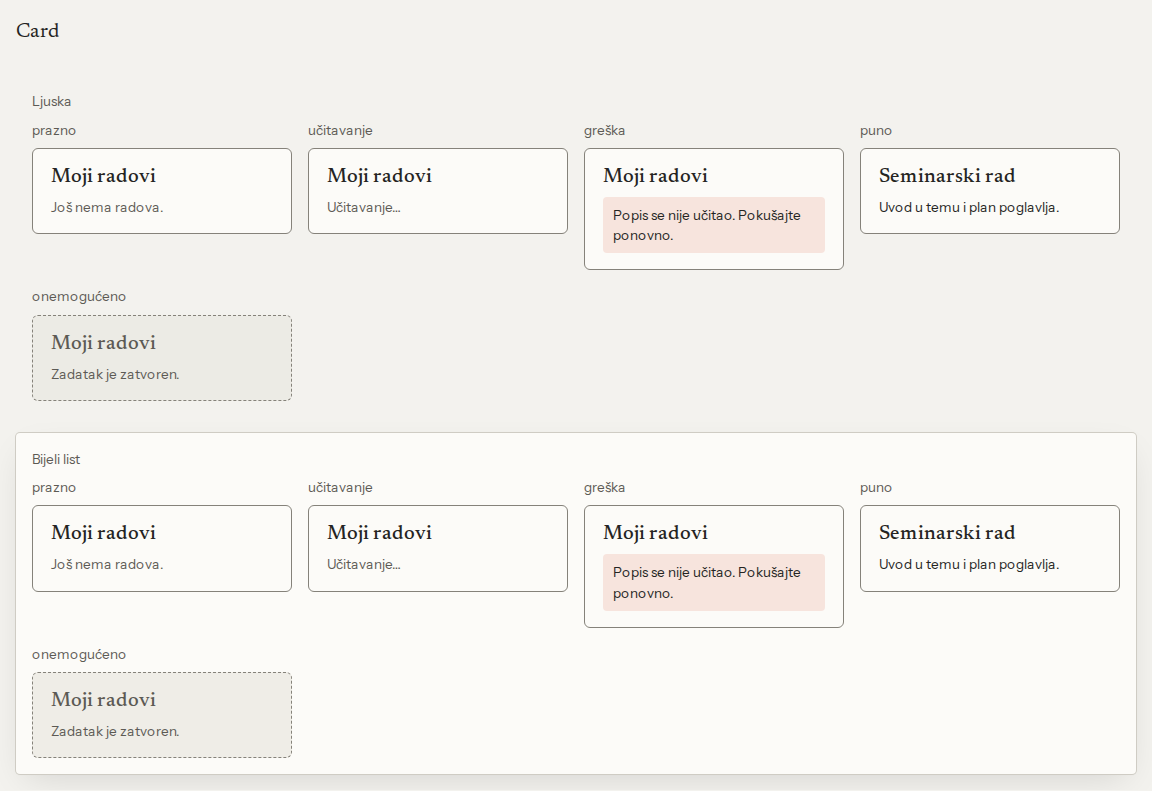 Card
Ljuska
prazno
učitavanje
greška
puno
Moji radovi
Još nema radova.
Moji radovi
Učitavanje…
Moji radovi
Popis se nije učitao. Pokušajte
ponovno.
Seminarski rad
Uvod u temu i plan poglavlja.
onemogućeno
Moji radovi
Zadatak je zatvoren.
Bijeli list
prazno
učitavanje
greška
puno
Moji radovi
Još nema radova.
Moji radovi
Učitavanje…
Moji radovi
Popis se nije učitao. Pokušajte
ponovno.
Seminarski rad
Uvod u temu i plan poglavlja.
onemogućeno
Moji radovi
Zadatak je zatvoren.